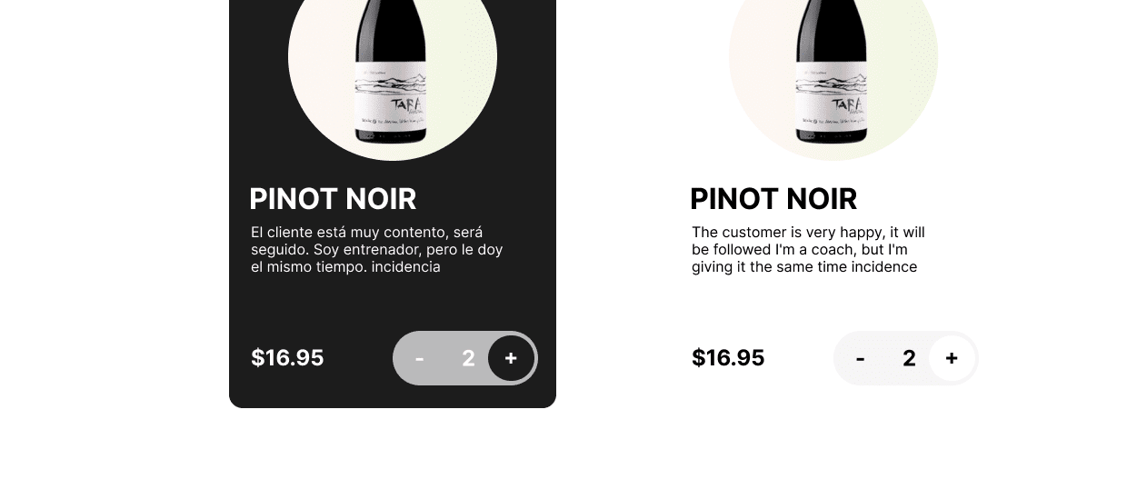 TARA
PINOT NOIR
El cliente está muy contento, será
seguido. Soy entrenador, pero le doy
el mismo tiempo. incidencia
$16.95
- 2 +
TARA
PINOT NOIR
The customer is very happy, it will
be followed I'm a coach, but I'm
giving it the same time incidence
$16.95
- 2 +